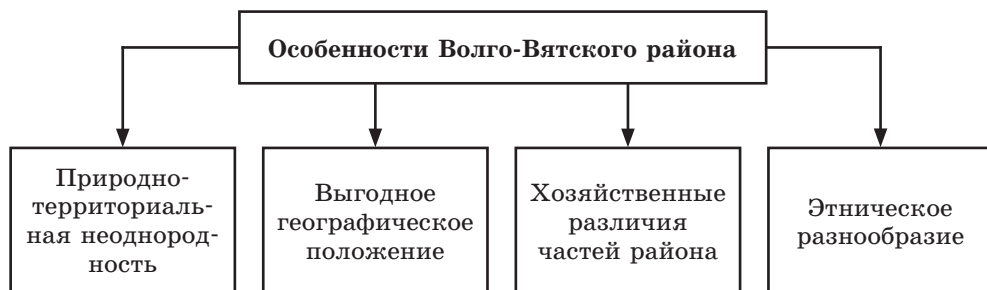 Особенности Волго-Вятского района
Природно-
территориаль-
ная неоднород-
ность
Выгодное
географическое
положение
Хозяйственные
различия
частей района
Этническое
разнообразие